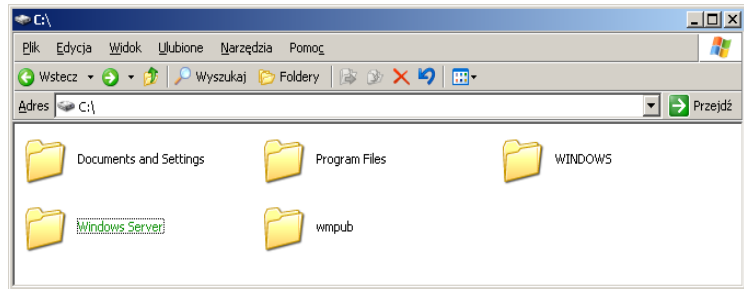 C:\
Plik Edycja Widok Ulubione Narzędzia Pomoc
Wstecz Wyszukaj Foldery
Adres C:\ Przejdź
Documents and Settings Program Files WINDOWS
Windows Server wmpub